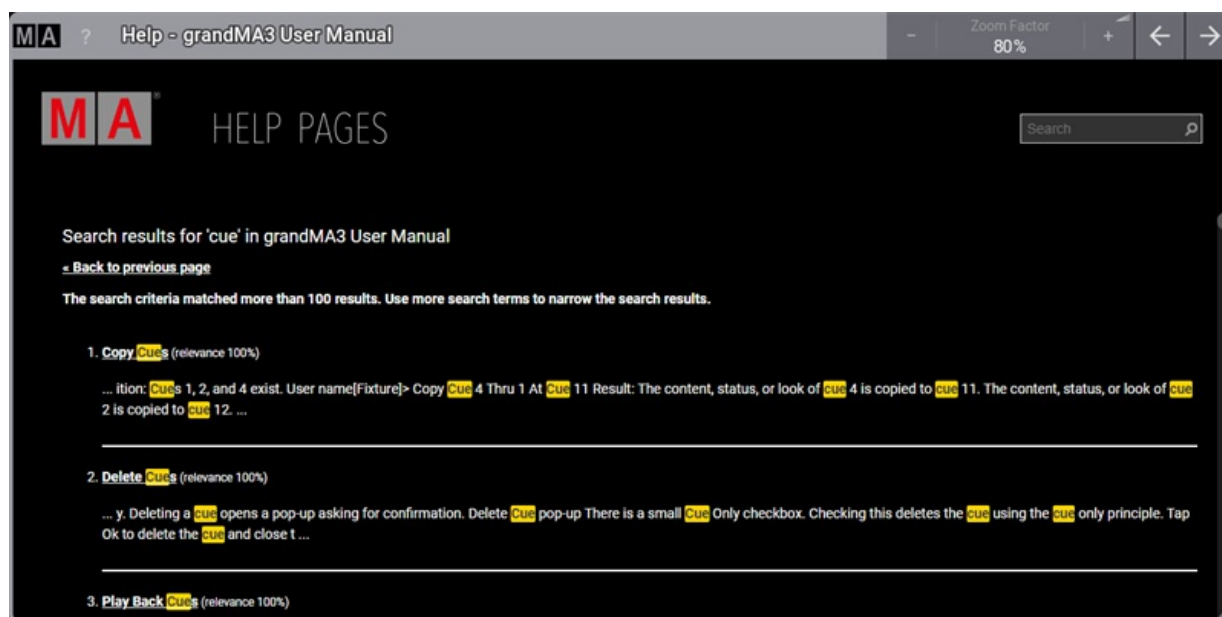 MA ? Help - grandMA3 User Manual - Zoom Factor 80% + ← →
MA® HELP PAGES Search
Search results for 'cue' in grandMA3 User Manual
« Back to previous page
The search criteria matched more than 100 results. Use more search terms to narrow the search results.
1. Copy Cues (relevance 100%)
... ition: Cues 1, 2, and 4 exist. User name[Fixture]> Copy Cue 4 Thru 1 At Cue 11 Result: The content, status, or look of cue 4 is copied to cue 11. The content, status, or look of cue
2 is copied to cue 12. ...
2. Delete Cues (relevance 100%)
... y. Deleting a cue opens a pop-up asking for confirmation. Delete Cue pop-up There is a small Cue Only checkbox. Checking this deletes the cue using the cue only principle. Tap
Ok to delete the cue and close t ...
3. Play Back Cues (relevance 100%)